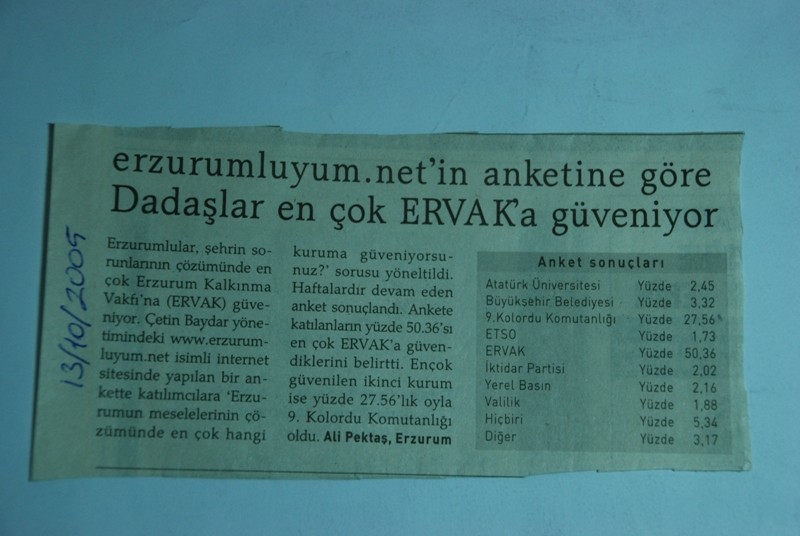 erzurumluyum.net'in anketine göre
Dadaşlar en çok ERVAK'a güveniyor
13/10/2005
Erzurumlular, şehrin so-
runlarının çözümünde en
çok Erzurum Kalkınma
Vakfı'na (ERVAK) güve-
niyor. Çetin Baydar yöne-
timindeki www.erzurum-
luyum.net isimli internet
sitesinde yapılan bir an-
kette katılımcılara 'Erzu-
rumun meselelerinin çö-
zümünde en çok hangi
kuruma güveniyorsu-
nuz?' sorusu yöneltildi.
Haftalardır devam eden
anket sonuçlandı. Ankete
katılanların yüzde 50.36'sı
en çok ERVAK'a güven-
diklerini belirtti. Ençok
güvenilen ikinci kurum
ise yüzde 27.56'lık oyla
9. Kolordu Komutanlığı
oldu. Ali Pektaş, Erzurum
Anket sonuçları
Atatürk Üniversitesi Yüzde 2,45
Büyükşehir Belediyesi Yüzde 3,32
9.Kolordu Komutanlığı Yüzde 27,56
ETSO Yüzde 1,73
ERVAK Yüzde 50,36
İktidar Partisi Yüzde 2,02
Yerel Basın Yüzde 2,16
Valilik Yüzde 1,88
Hiçbiri Yüzde 5,34
Diğer Yüzde 3,17